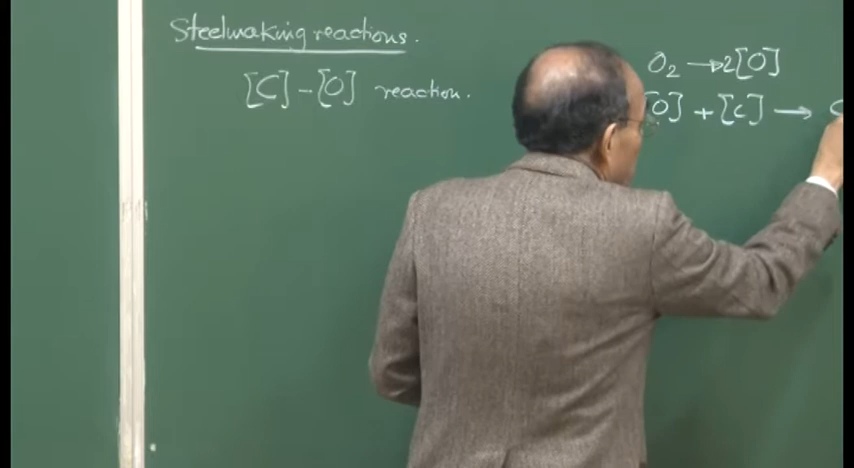 Steelmaking reactions.
[C] - [O] reaction.
O₂ → 2[O]
[O] + [C] → C